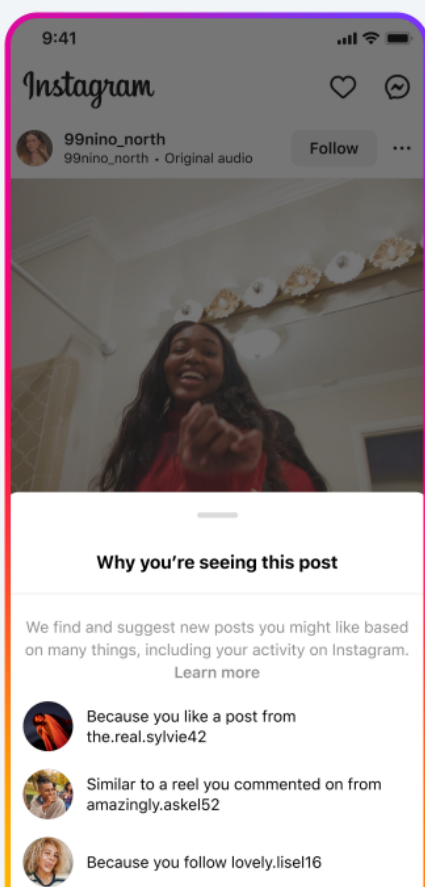 9:41
Instagram
99nino_north
99nino_north • Original audio
Follow
Why you’re seeing this post
We find and suggest new posts you might like based
on many things, including your activity on Instagram.
Learn more
Because you like a post from
the.real.sylvie42
Similar to a reel you commented on from
amazingly.askel52
Because you follow lovely.lisel16